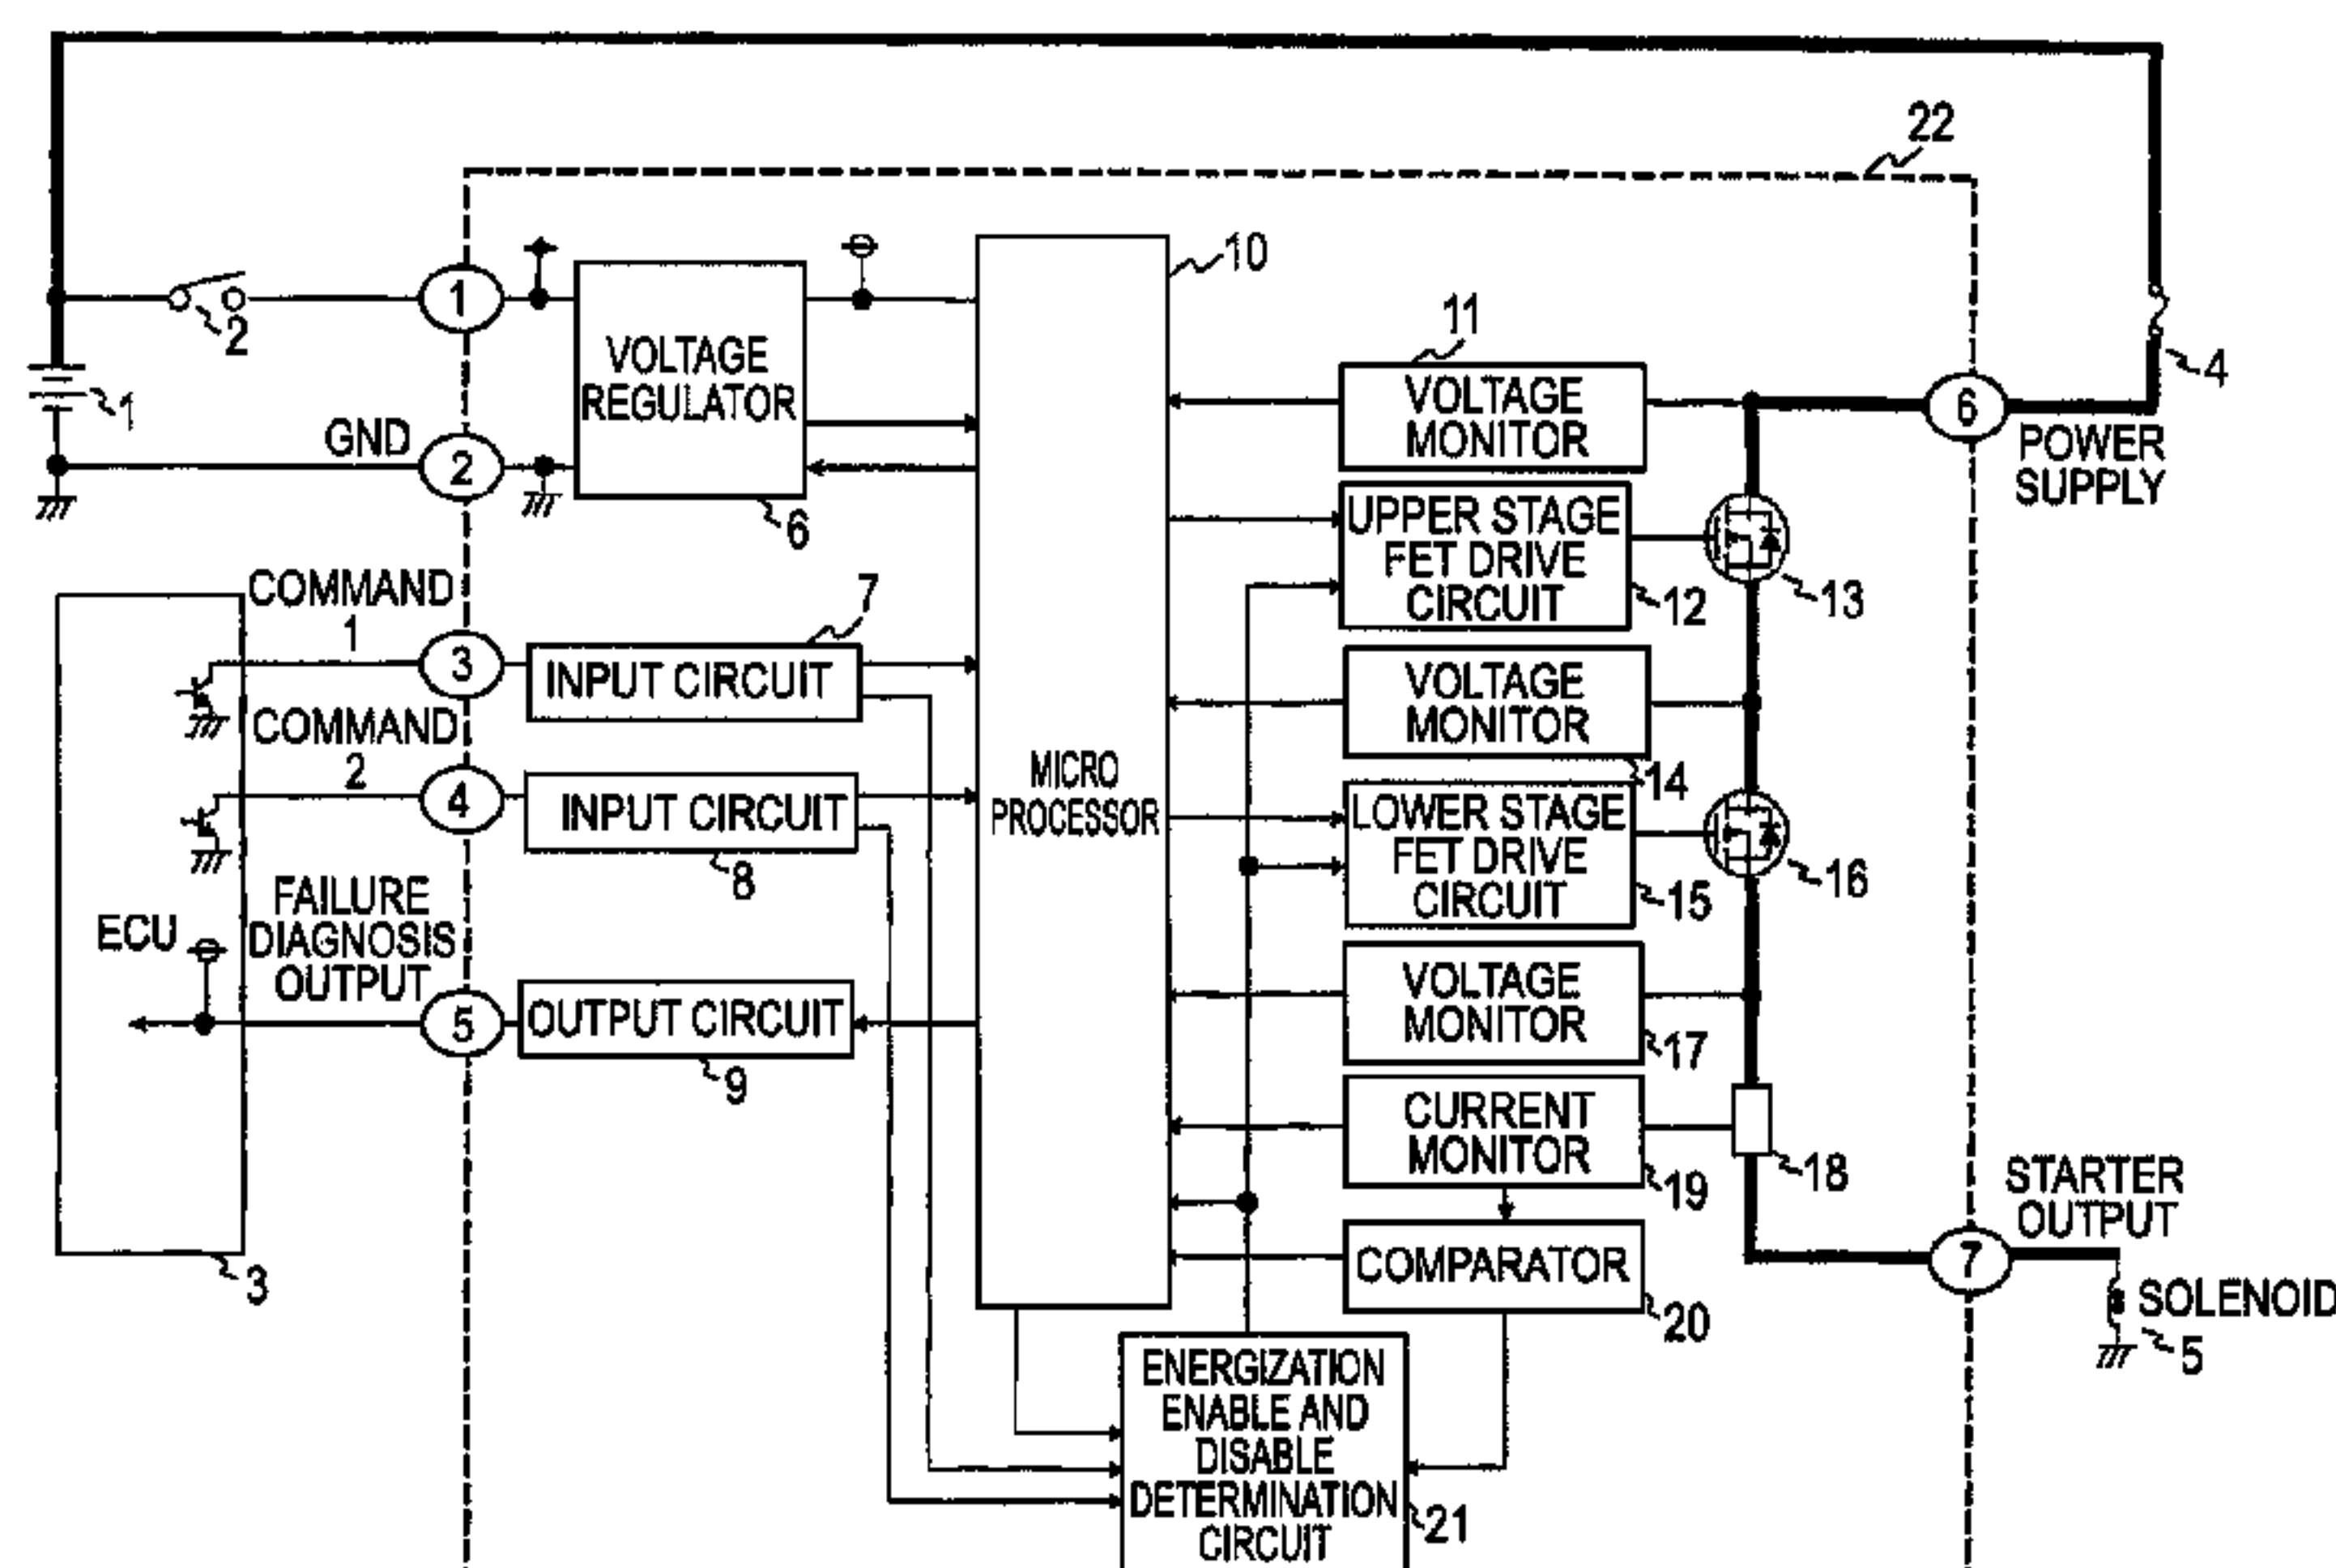 22
10
1
2
VOLTAGE
REGULATOR
11
VOLTAGE
MONITOR
4
1
GND
2
6
6
POWER
SUPPLY
UPPER STAGE
FET DRIVE
CIRCUIT
12
13
COMMAND
1
7
3
INPUT CIRCUIT
VOLTAGE
MONITOR
14
COMMAND
2
4
INPUT CIRCUIT
8
MICRO
PROCESSOR
LOWER STAGE
FET DRIVE
CIRCUIT
15
16
ECU
FAILURE
DIAGNOSIS
OUTPUT
5
OUTPUT CIRCUIT
9
VOLTAGE
MONITOR
17
CURRENT
MONITOR
19
18
STARTER
OUTPUT
3
COMPARATOR
20
7
SOLENOID
5
ENERGIZATION
ENABLE AND
DISABLE
DETERMINATION
CIRCUIT
21